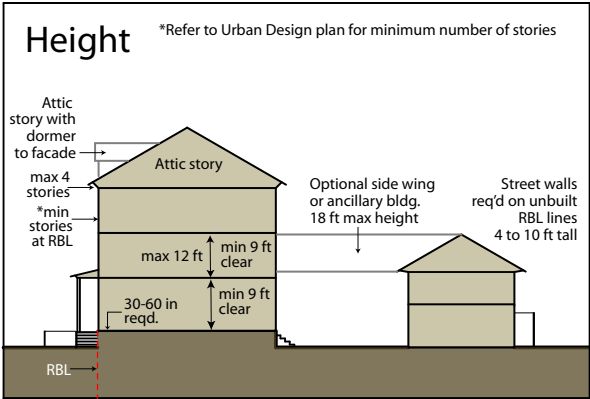 Height
*Refer to Urban Design plan for minimum number of stories
Attic
story with
dormer
to facade
Attic story
max 4
stories
*min
stories
at RBL
Optional side wing
or ancillary bldg.
18 ft max height
Street walls
req'd on unbuilt
RBL lines
4 to 10 ft tall
max 12 ft
min 9 ft
clear
30-60 in
reqd.
min 9 ft
clear
RBL